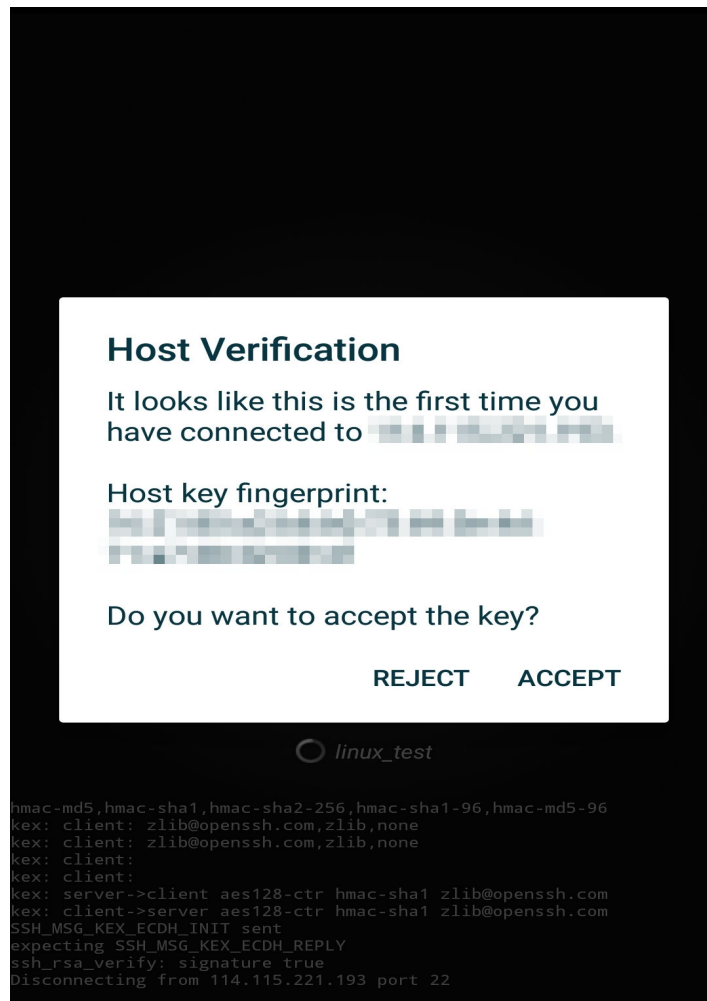 Host Verification
It looks like this is the first time you
have connected to
Host key fingerprint:
Do you want to accept the key?
REJECT ACCEPT
linux_test
hmac-md5,hmac-sha1,hmac-sha2-256,hmac-sha1-96,hmac-md5-96
kex: client: zlib@openssh.com,zlib,none
kex: client: zlib@openssh.com,zlib,none
kex: client:
kex: client:
kex: server->client aes128-ctr hmac-sha1 zlib@openssh.com
kex: client->server aes128-ctr hmac-sha1 zlib@openssh.com
SSH_MSG_KEX_ECDH_INIT sent
expecting SSH_MSG_KEX_ECDH_REPLY
ssh_rsa_verify: signature true
Disconnecting from 114.115.221.193 port 22